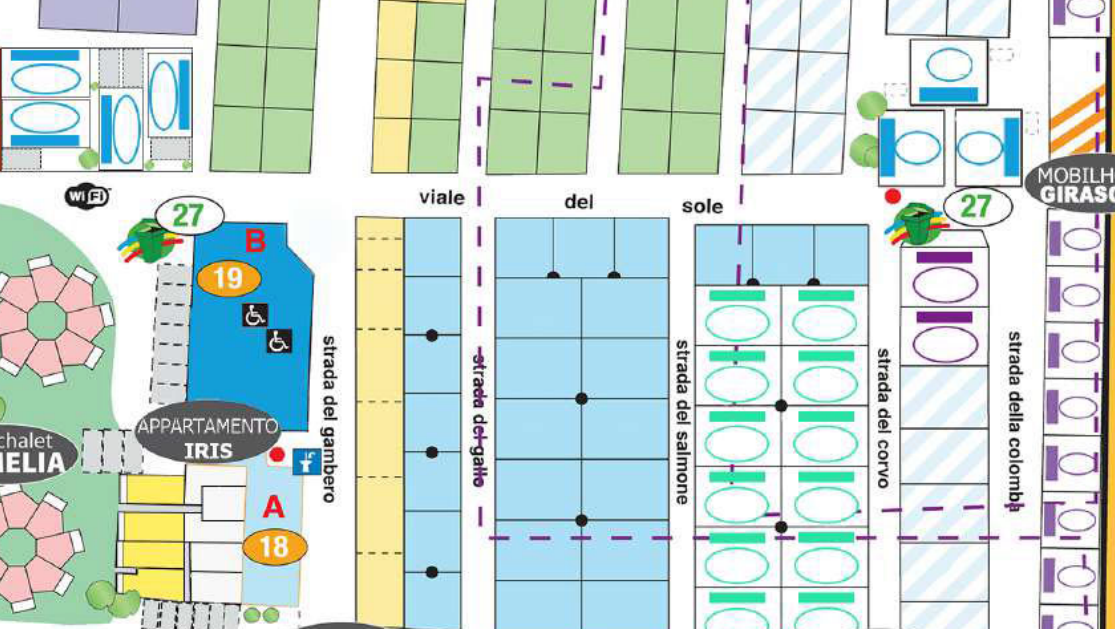 WiFi
27
B
19
viale
del
sole
27
MOBILH
GIRASO
strada del gambero
strada del gallo
strada del salmone
strada del corvo
strada della colomba
APPARTAMENTO
IRIS
chalet
MELIA
A
18